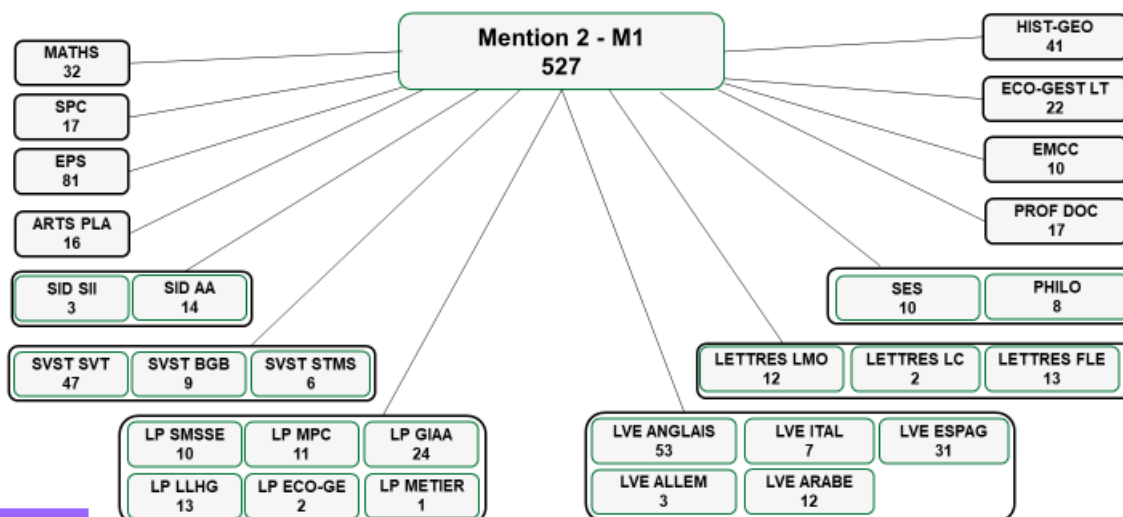 Mention 2 - M1
527
MATHS
32
SPC
17
EPS
81
ARTS PLA
16
HIST-GEO
41
ECO-GEST LT
22
EMCC
10
PROF DOC
17
SID SII
3
SID AA
14
SES
10
PHILO
8
SVST SVT
47
SVST BGB
9
SVST STMS
6
LETTRES LMO
12
LETTRES LC
2
LETTRES FLE
13
LP SMSSE
10
LP MPC
11
LP GIAA
24
LP LLHG
13
LP ECO-GE
2
LP METIER
1
LVE ANGLAIS
53
LVE ITAL
7
LVE ESPAG
31
LVE ALLEM
3
LVE ARABE
12